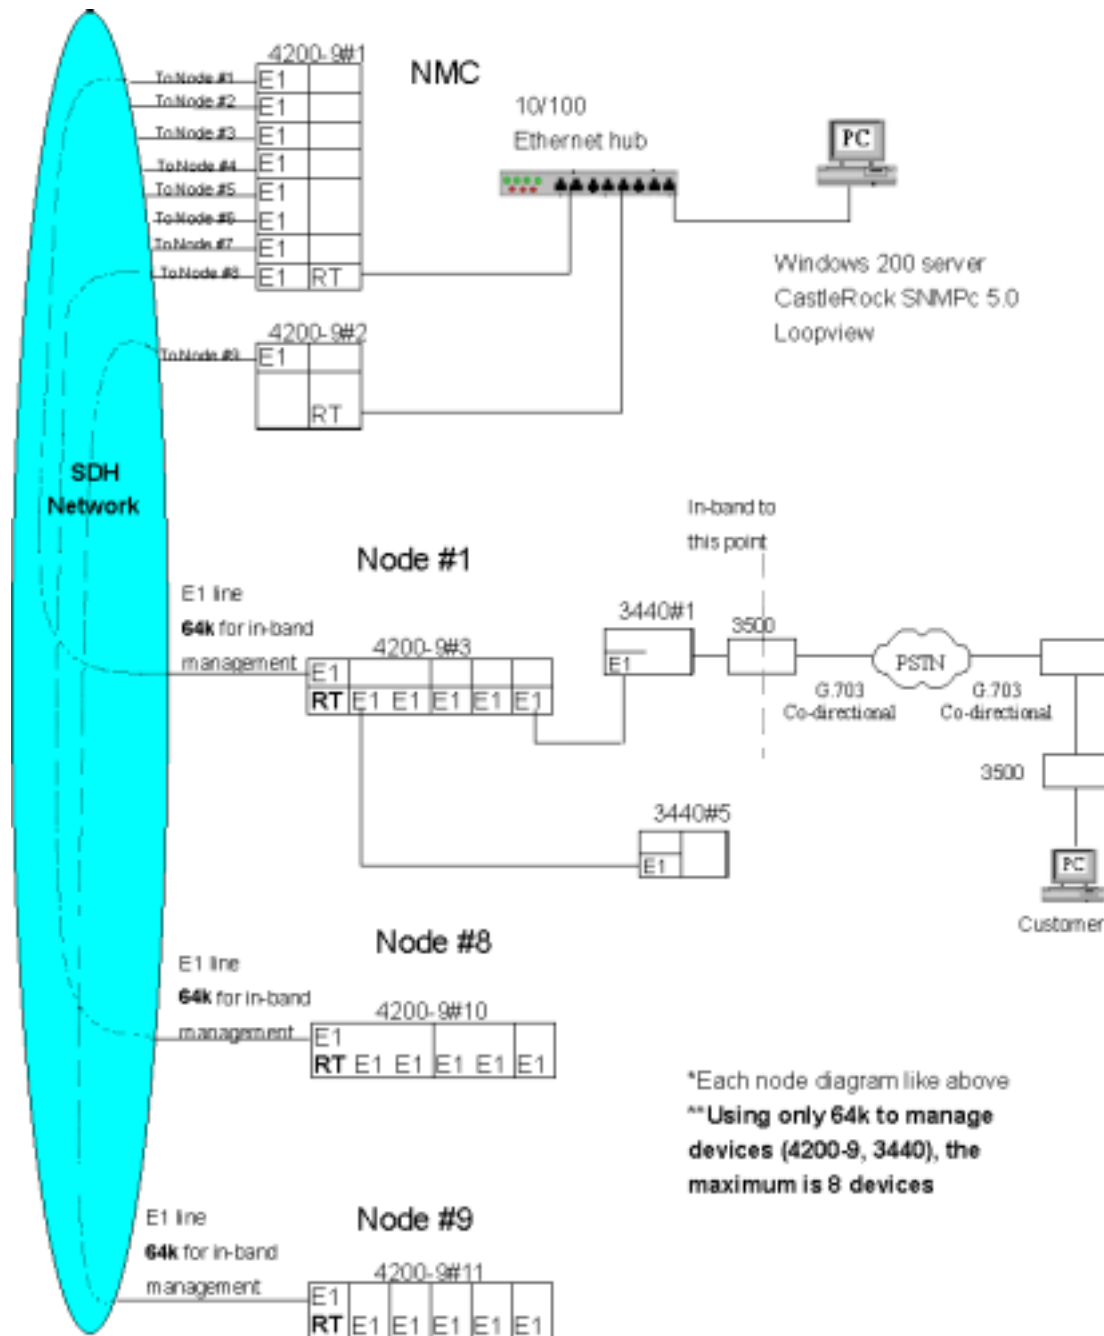 4200-9#1
NMC
To Node #1
E1
To Node #2
E1
To Node #3
E1
To Node #4
E1
To Node #5
E1
To Node #6
E1
To Node #7
E1
To Node #8
E1 RT
10/100
Ethernet hub
PC
Windows 200 server
CastleRock SNMPc 5.0
Loopview
4200-9#2
To Node #9
E1
RT
SDH
Network
In-band to
this point
Node #1
E1 line
64k for in-band
management
4200-9#3
E1
RT E1 E1 E1 E1 E1
3440#1
E1
3500
PSTN
G.703
Co-directional
G.703
Co-directional
3500
3440#5
E1
PC
Customer
Node #8
E1 line
64k for in-band
management
4200-9#10
E1
RT E1 E1 E1 E1 E1
*Each node diagram like above
**Using only 64k to manage
devices (4200-9, 3440), the
maximum is 8 devices
Node #9
E1 line
64k for in-band
management
4200-9#11
E1
RT E1 E1 E1 E1 E1